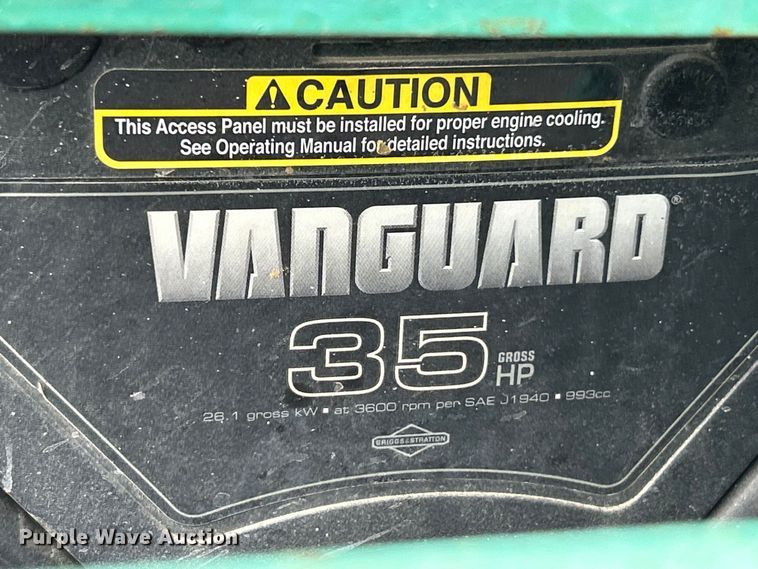 ⚠CAUTION
This Access Panel must be installed for proper engine cooling.
See Operating Manual for detailed instructions.
VANGUARD®
35 GROSS HP
26.1 gross kW ▪ at 3600 rpm per SAE J1940 ▪ 993cc
BRIGGS&STRATTON
Purple Wave Auction